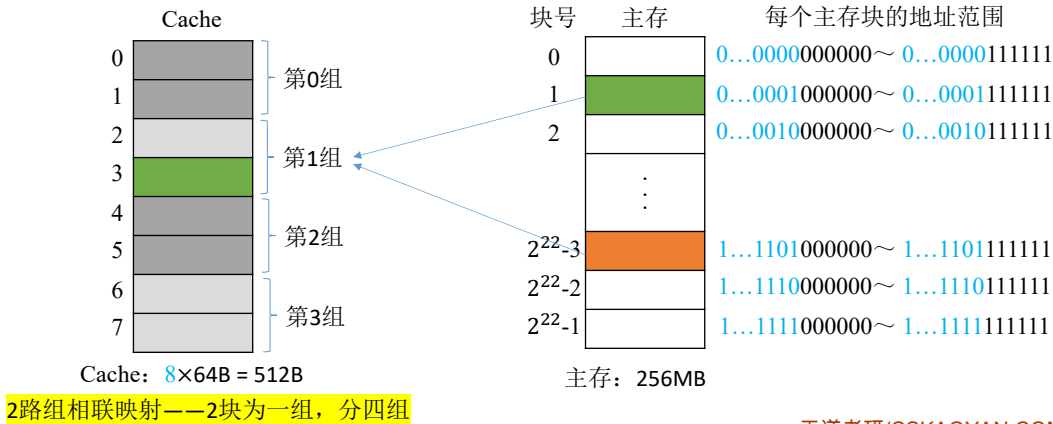 Cache
0
1
2
3
4
5
6
7
第0组
第1组
第2组
第3组
Cache：8×64B = 512B
2路组相联映射——2块为一组，分四组
块号 主存 每个主存块的地址范围
0 0…0000000000～ 0…0000111111
1 0…0001000000～ 0…0001111111
2 0…0010000000～ 0…0010111111
⋮
2²²-3 1…1101000000～ 1…1101111111
2²²-2 1…1110000000～ 1…1110111111
2²²-1 1…1111000000～ 1…1111111111
主存：256MB